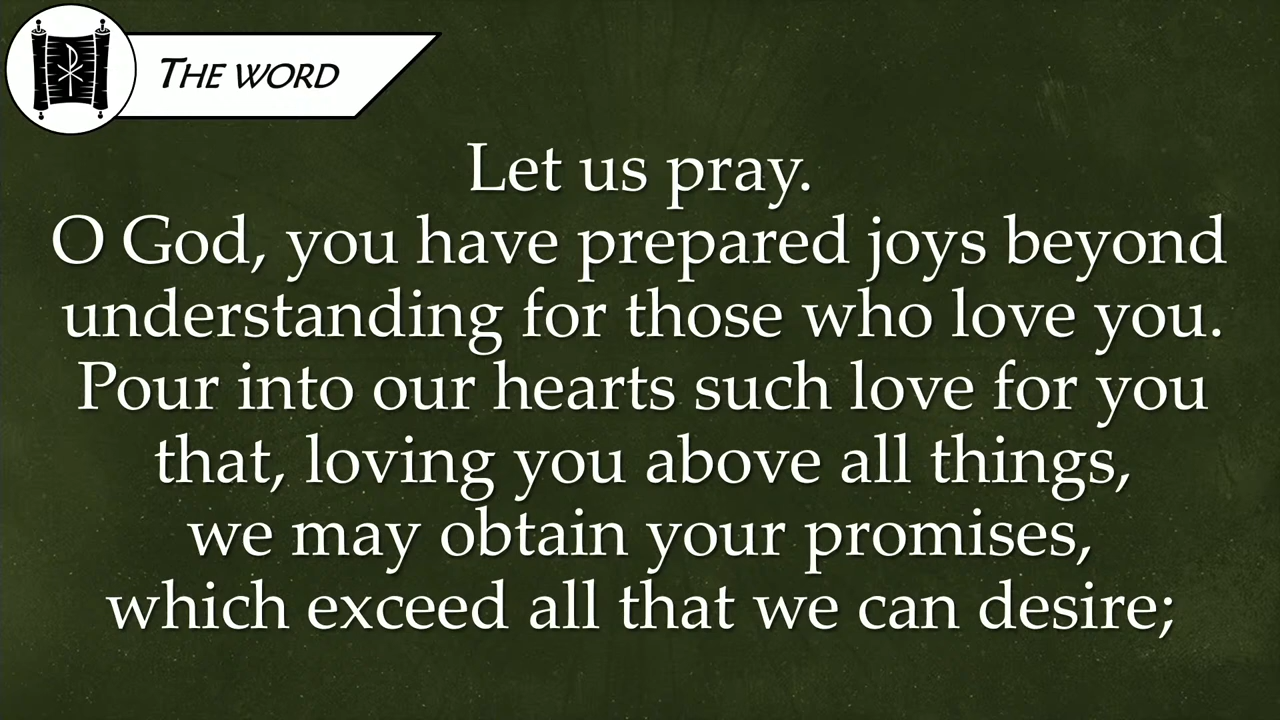 THE WORD
Let us pray.
O God, you have prepared joys beyond
understanding for those who love you.
Pour into our hearts such love for you
that, loving you above all things,
we may obtain your promises,
which exceed all that we can desire;